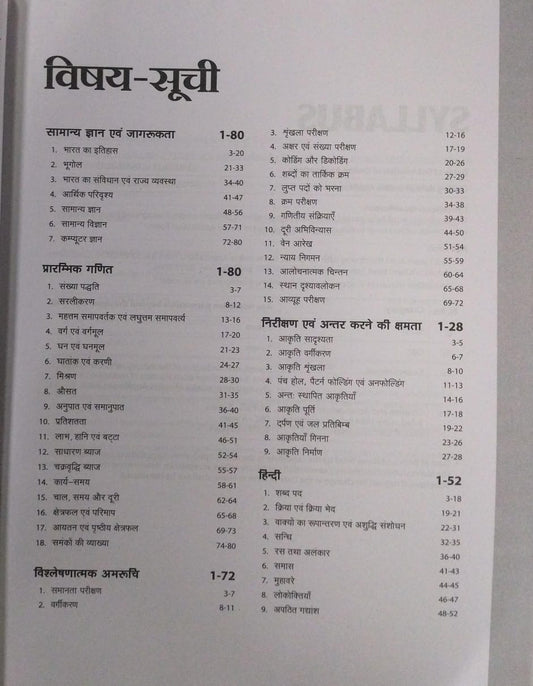 विषय-सूची
सामान्य ज्ञान एवं जागरूकता 1-80
1. भारत का इतिहास 3-20
2. भूगोल 21-33
3. भारत का संविधान एवं राज्य व्यवस्था 34-40
4. आर्थिक परिदृश्य 41-47
5. सामान्य ज्ञान 48-56
6. सामान्य विज्ञान 57-71
7. कम्प्यूटर ज्ञान 72-80
प्रारम्भिक गणित 1-80
1. संख्या पद्धति 3-7
2. सरलीकरण 8-12
3. महत्तम समापवर्तक एवं लघुत्तम समापवर्त्य 13-16
4. वर्ग एवं वर्गमूल 17-20
5. घन एवं घनमूल 21-23
6. घातांक एवं करणी 24-27
7. मिश्रण 28-30
8. औसत 31-35
9. अनुपात एवं समानुपात 36-40
10. प्रतिशतता 41-45
11. लाभ, हानि एवं बट्टा 46-51
12. साधारण ब्याज 52-54
13. चक्रवृद्धि ब्याज 55-57
14. कार्य-समय 58-61
15. चाल, समय और दूरी 62-64
16. क्षेत्रफल एवं परिमाप 65-68
17. आयतन एवं पृष्ठीय क्षेत्रफल 69-73
18. समंकों की व्याख्या 74-80
विश्लेषणात्मक अभरूचि 1-72
1. समानता परीक्षण 3-7
2. वर्गीकरण 8-11
3. शृंखला परीक्षण 12-16
4. अक्षर एवं संख्या परीक्षण 17-19
5. कोडिंग और डिकोडिंग 20-26
6. शब्दों का तार्किक क्रम 27-29
7. लुप्त पदों को भरना 30-33
8. क्रम परीक्षण 34-38
9. गणितीय संक्रियाएँ 39-43
10. दूरी अभिविन्यास 44-50
11. वेन आरेख 51-54
12. न्याय निगमन 55-59
13. आलोचनात्मक चिन्तन 60-64
14. स्थान दृश्यावलोकन 65-68
15. आव्यूह परीक्षण 69-72
निरीक्षण एवं अन्तर करने की क्षमता 1-28
1. आकृति सादृश्यता 3-5
2. आकृति वर्गीकरण 6-7
3. आकृति शृंखला 8-10
4. पंच होल, पैटर्न फोल्डिंग एवं अनफोल्डिंग 11-13
5. अन्तः स्थापित आकृतियाँ 14-16
6. आकृति पूर्ति 17-18
7. दर्पण एवं जल प्रतिबिम्ब 19-22
8. आकृतियाँ गिनना 23-26
9. आकृति निर्माण 27-28
हिन्दी 1-52
1. शब्द पद 3-18
2. क्रिया एवं क्रिया भेद 19-21
3. वाक्यों का रूपान्तरण एवं अशुद्धि संशोधन 22-31
4. सन्धि 32-35
5. रस तथा अलंकार 36-40
6. समास 41-43
7. मुहावरे 44-45
8. लोकोक्तियाँ 46-47
9. अपठित गद्यांश 48-52